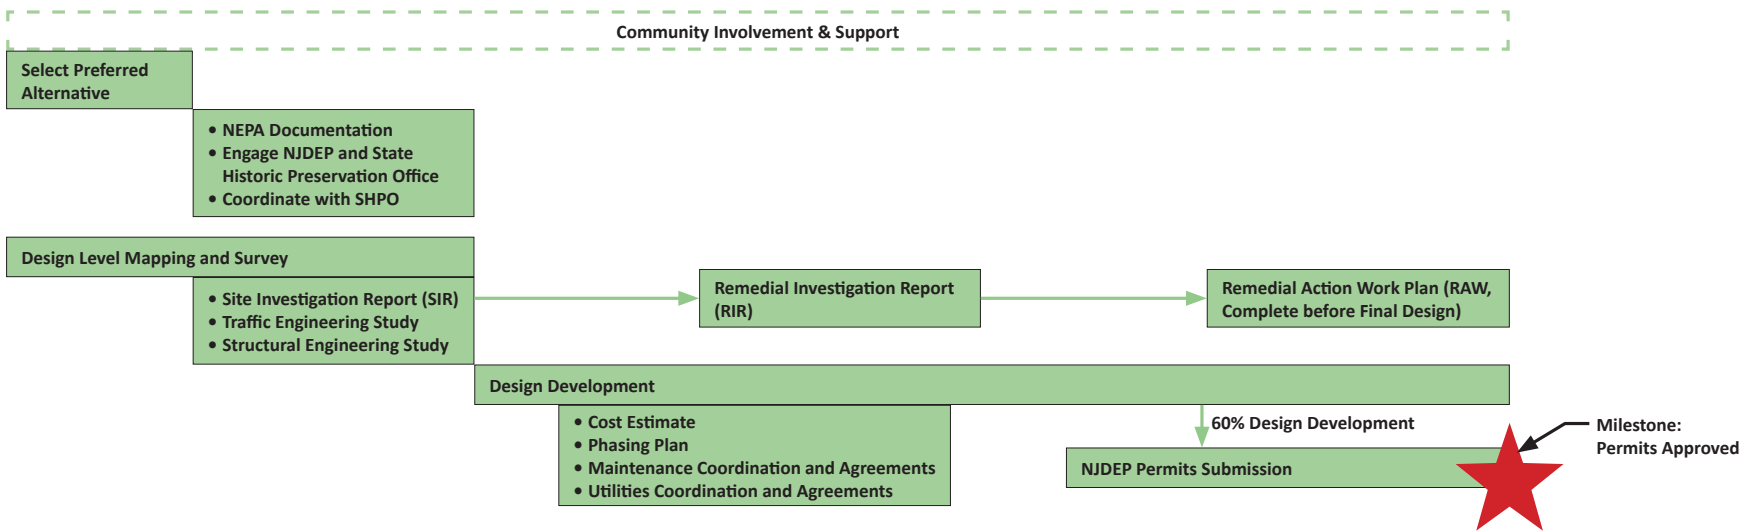 Community Involvement & Support
Select Preferred
Alternative
• NEPA Documentation
• Engage NJDEP and State
Historic Preservation Office
• Coordinate with SHPO
Design Level Mapping and Survey
• Site Investigation Report (SIR)
• Traffic Engineering Study
• Structural Engineering Study
Remedial Investigation Report
(RIR)
Remedial Action Work Plan (RAW,
Complete before Final Design)
Design Development
• Cost Estimate
• Phasing Plan
• Maintenance Coordination and Agreements
• Utilities Coordination and Agreements
60% Design Development
NJDEP Permits Submission
Milestone:
Permits Approved